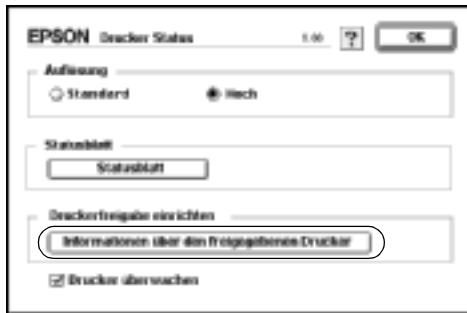 EPSON Drucker Status 1.00 ? OK
Auflösung
Standard Hoch
Statusblatt
Statusblatt
Druckerfreigabe einrichten
Informationen über den freigegebenen Drucker
Drucker überwachen